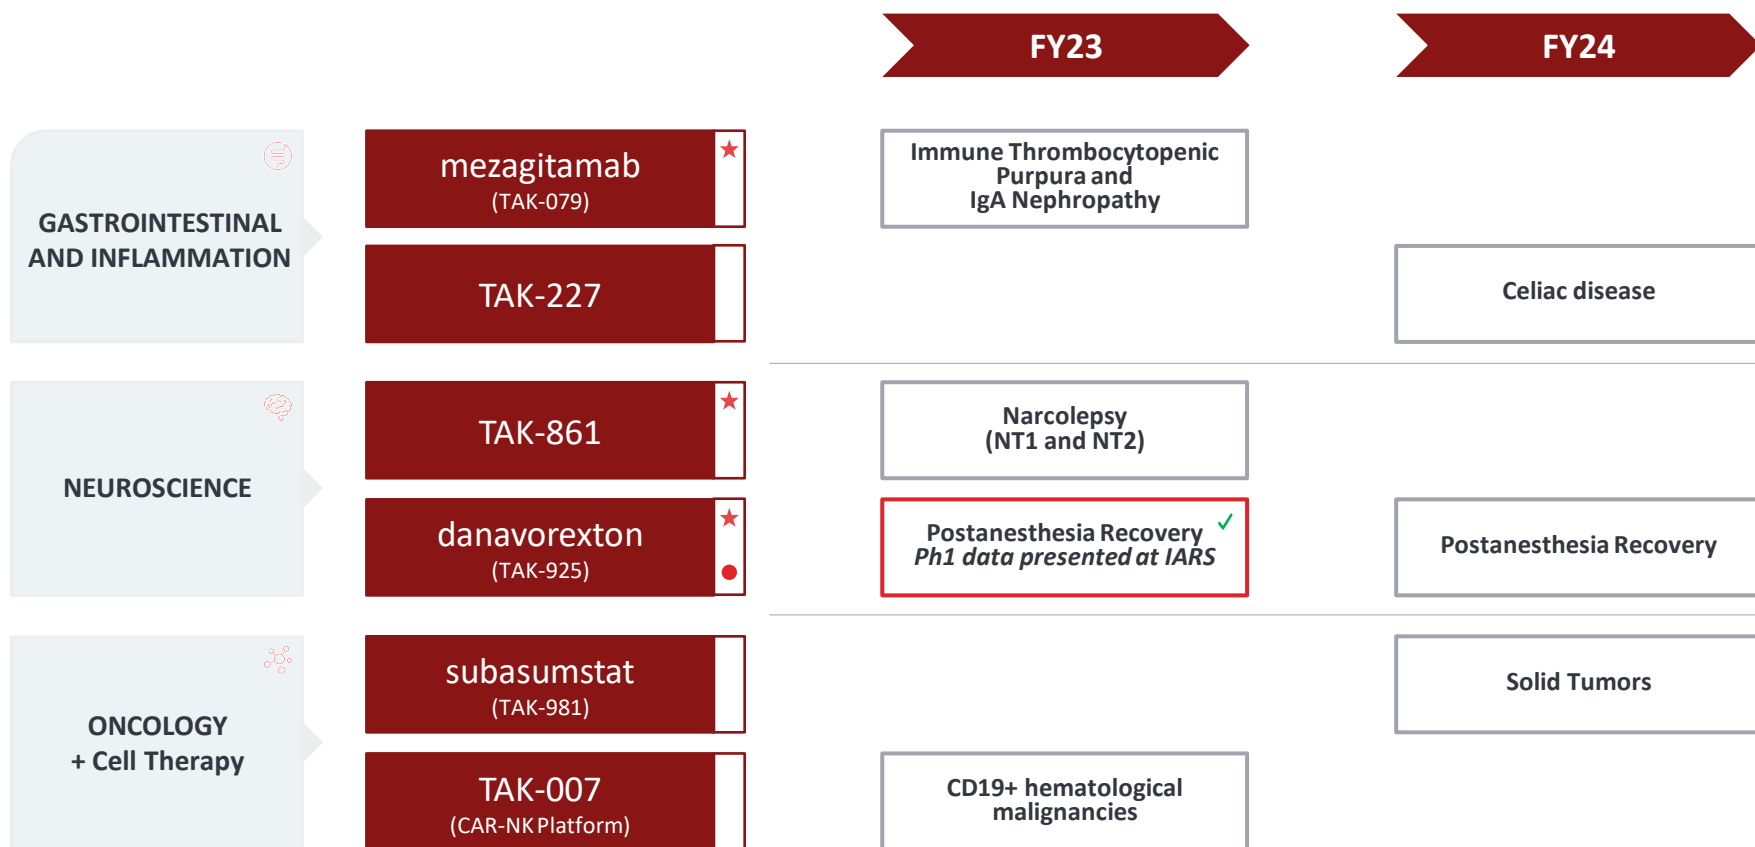 FY23
FY24
GASTROINTESTINAL
AND INFLAMMATION
mezagitamab
(TAK-079)
Immune Thrombocytopenic
Purpura and
IgA Nephropathy
TAK-227
Celiac disease
NEUROSCIENCE
TAK-861
Narcolepsy
(NT1 and NT2)
danavorexton
(TAK-925)
Postanesthesia Recovery
Ph1 data presented at IARS
Postanesthesia Recovery
ONCOLOGY
+ Cell Therapy
subasumstat
(TAK-981)
Solid Tumors
TAK-007
(CAR-NK Platform)
CD19+ hematological
malignancies